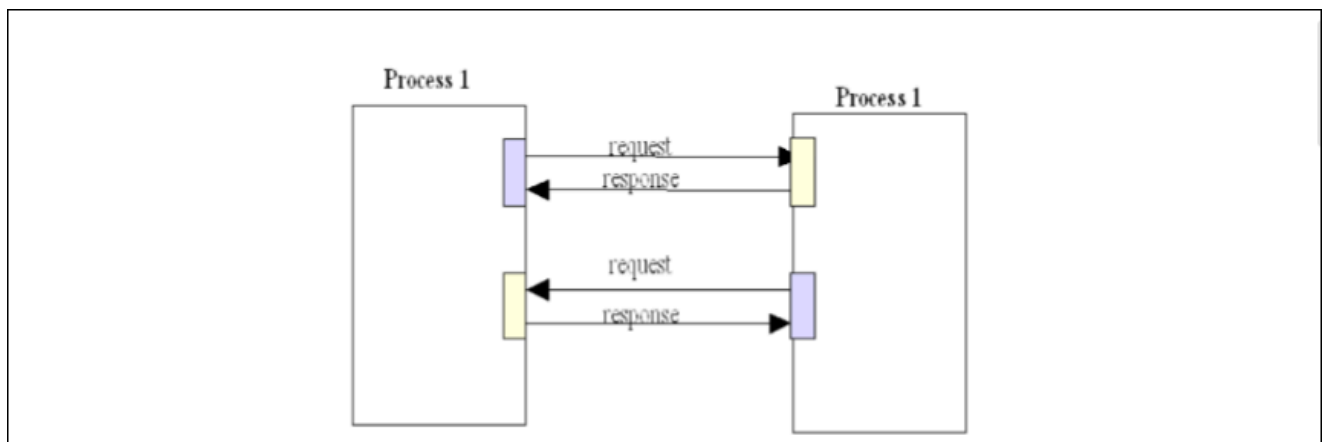 Process 1
Process 1
request
response
request
response